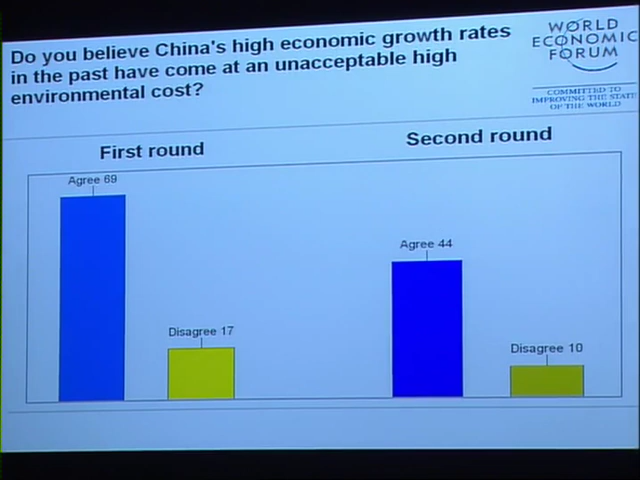 Do you believe China's high economic growth rates
in the past have come at an unacceptable high
environmental cost?
WORLD
ECONOMIC
FORUM
COMMITTED TO
IMPROVING THE STATE
OF THE WORLD
First round
Second round
Agree 69
Disagree 17
Agree 44
Disagree 10